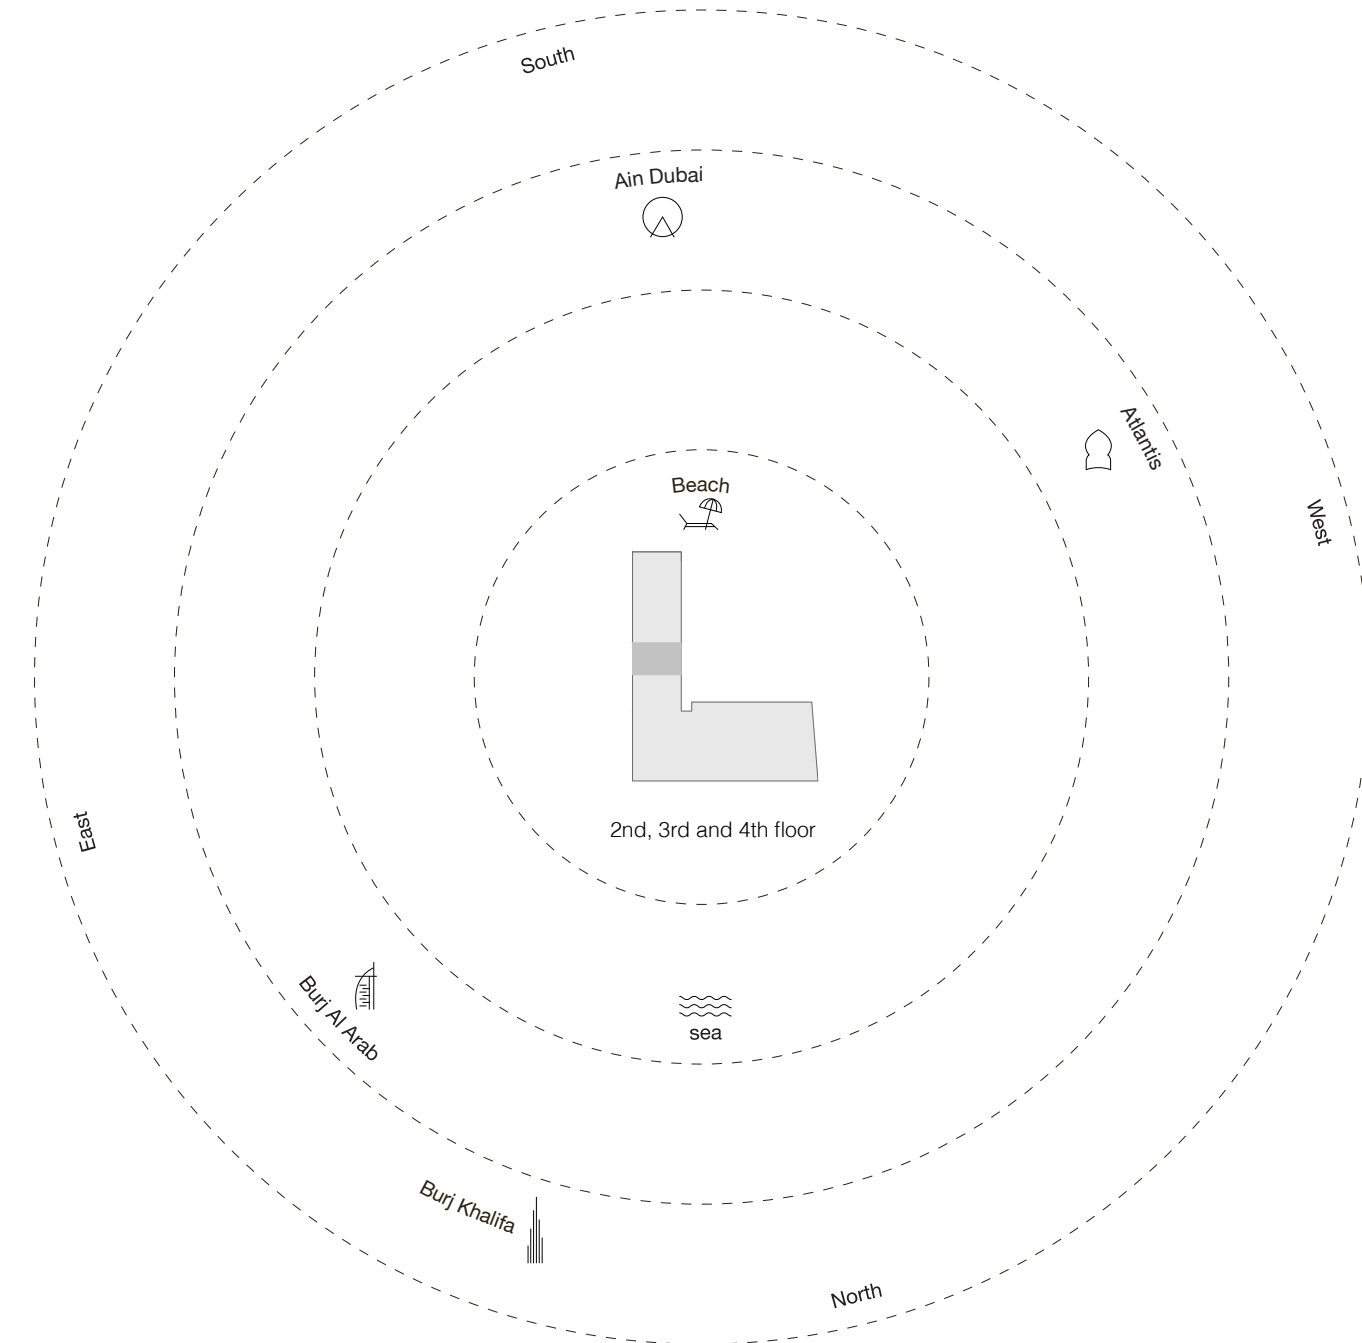 South
Ain Dubai
Atlantis
Beach
West
East
2nd, 3rd and 4th floor
Burj Al Arab
sea
Burj Khalifa
North